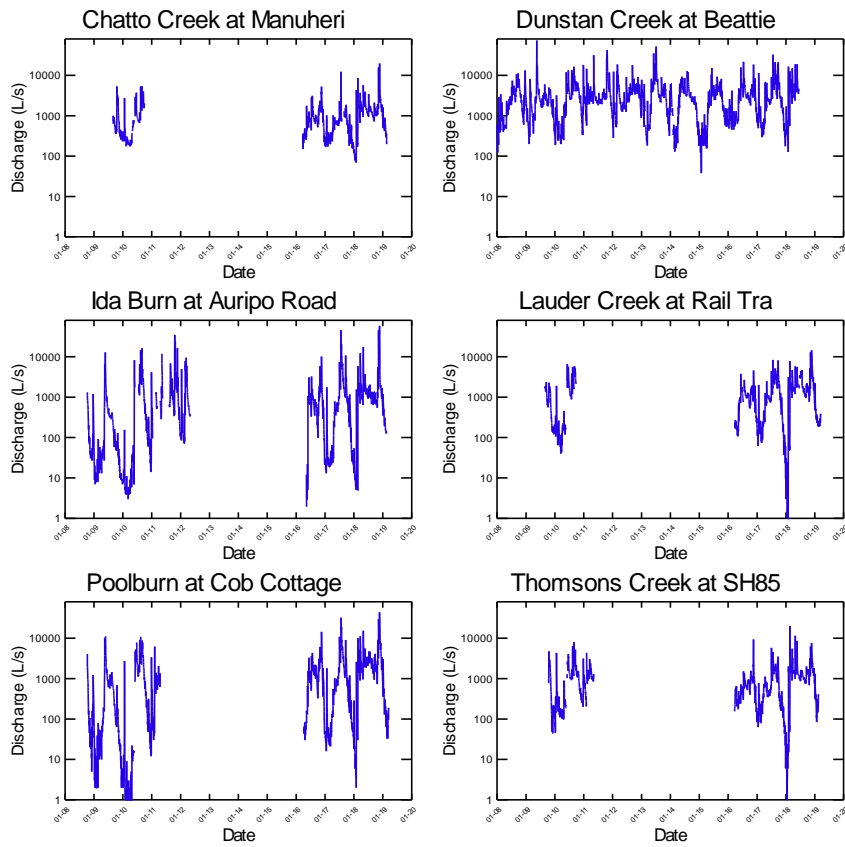 Chatto Creek at Manuheri
Discharge (L/s)
10000
1000
100
10
1
01-08 01-09 01-10 01-11 01-12 01-13 01-14 01-15 01-16 01-17 01-18 01-19 01-20
Date
Dunstan Creek at Beattie
Discharge (L/s)
10000
1000
100
10
1
01-08 01-09 01-10 01-11 01-12 01-13 01-14 01-15 01-16 01-17 01-18 01-19 01-20
Date
Ida Burn at Auripo Road
Discharge (L/s)
10000
1000
100
10
1
01-08 01-09 01-10 01-11 01-12 01-13 01-14 01-15 01-16 01-17 01-18 01-19 01-20
Date
Lauder Creek at Rail Tra
Discharge (L/s)
10000
1000
100
10
1
01-08 01-09 01-10 01-11 01-12 01-13 01-14 01-15 01-16 01-17 01-18 01-19 01-20
Date
Poolburn at Cob Cottage
Discharge (L/s)
10000
1000
100
10
1
01-08 01-09 01-10 01-11 01-12 01-13 01-14 01-15 01-16 01-17 01-18 01-19 01-20
Date
Thomsons Creek at SH85
Discharge (L/s)
10000
1000
100
10
1
01-08 01-09 01-10 01-11 01-12 01-13 01-14 01-15 01-16 01-17 01-18 01-19 01-20
Date